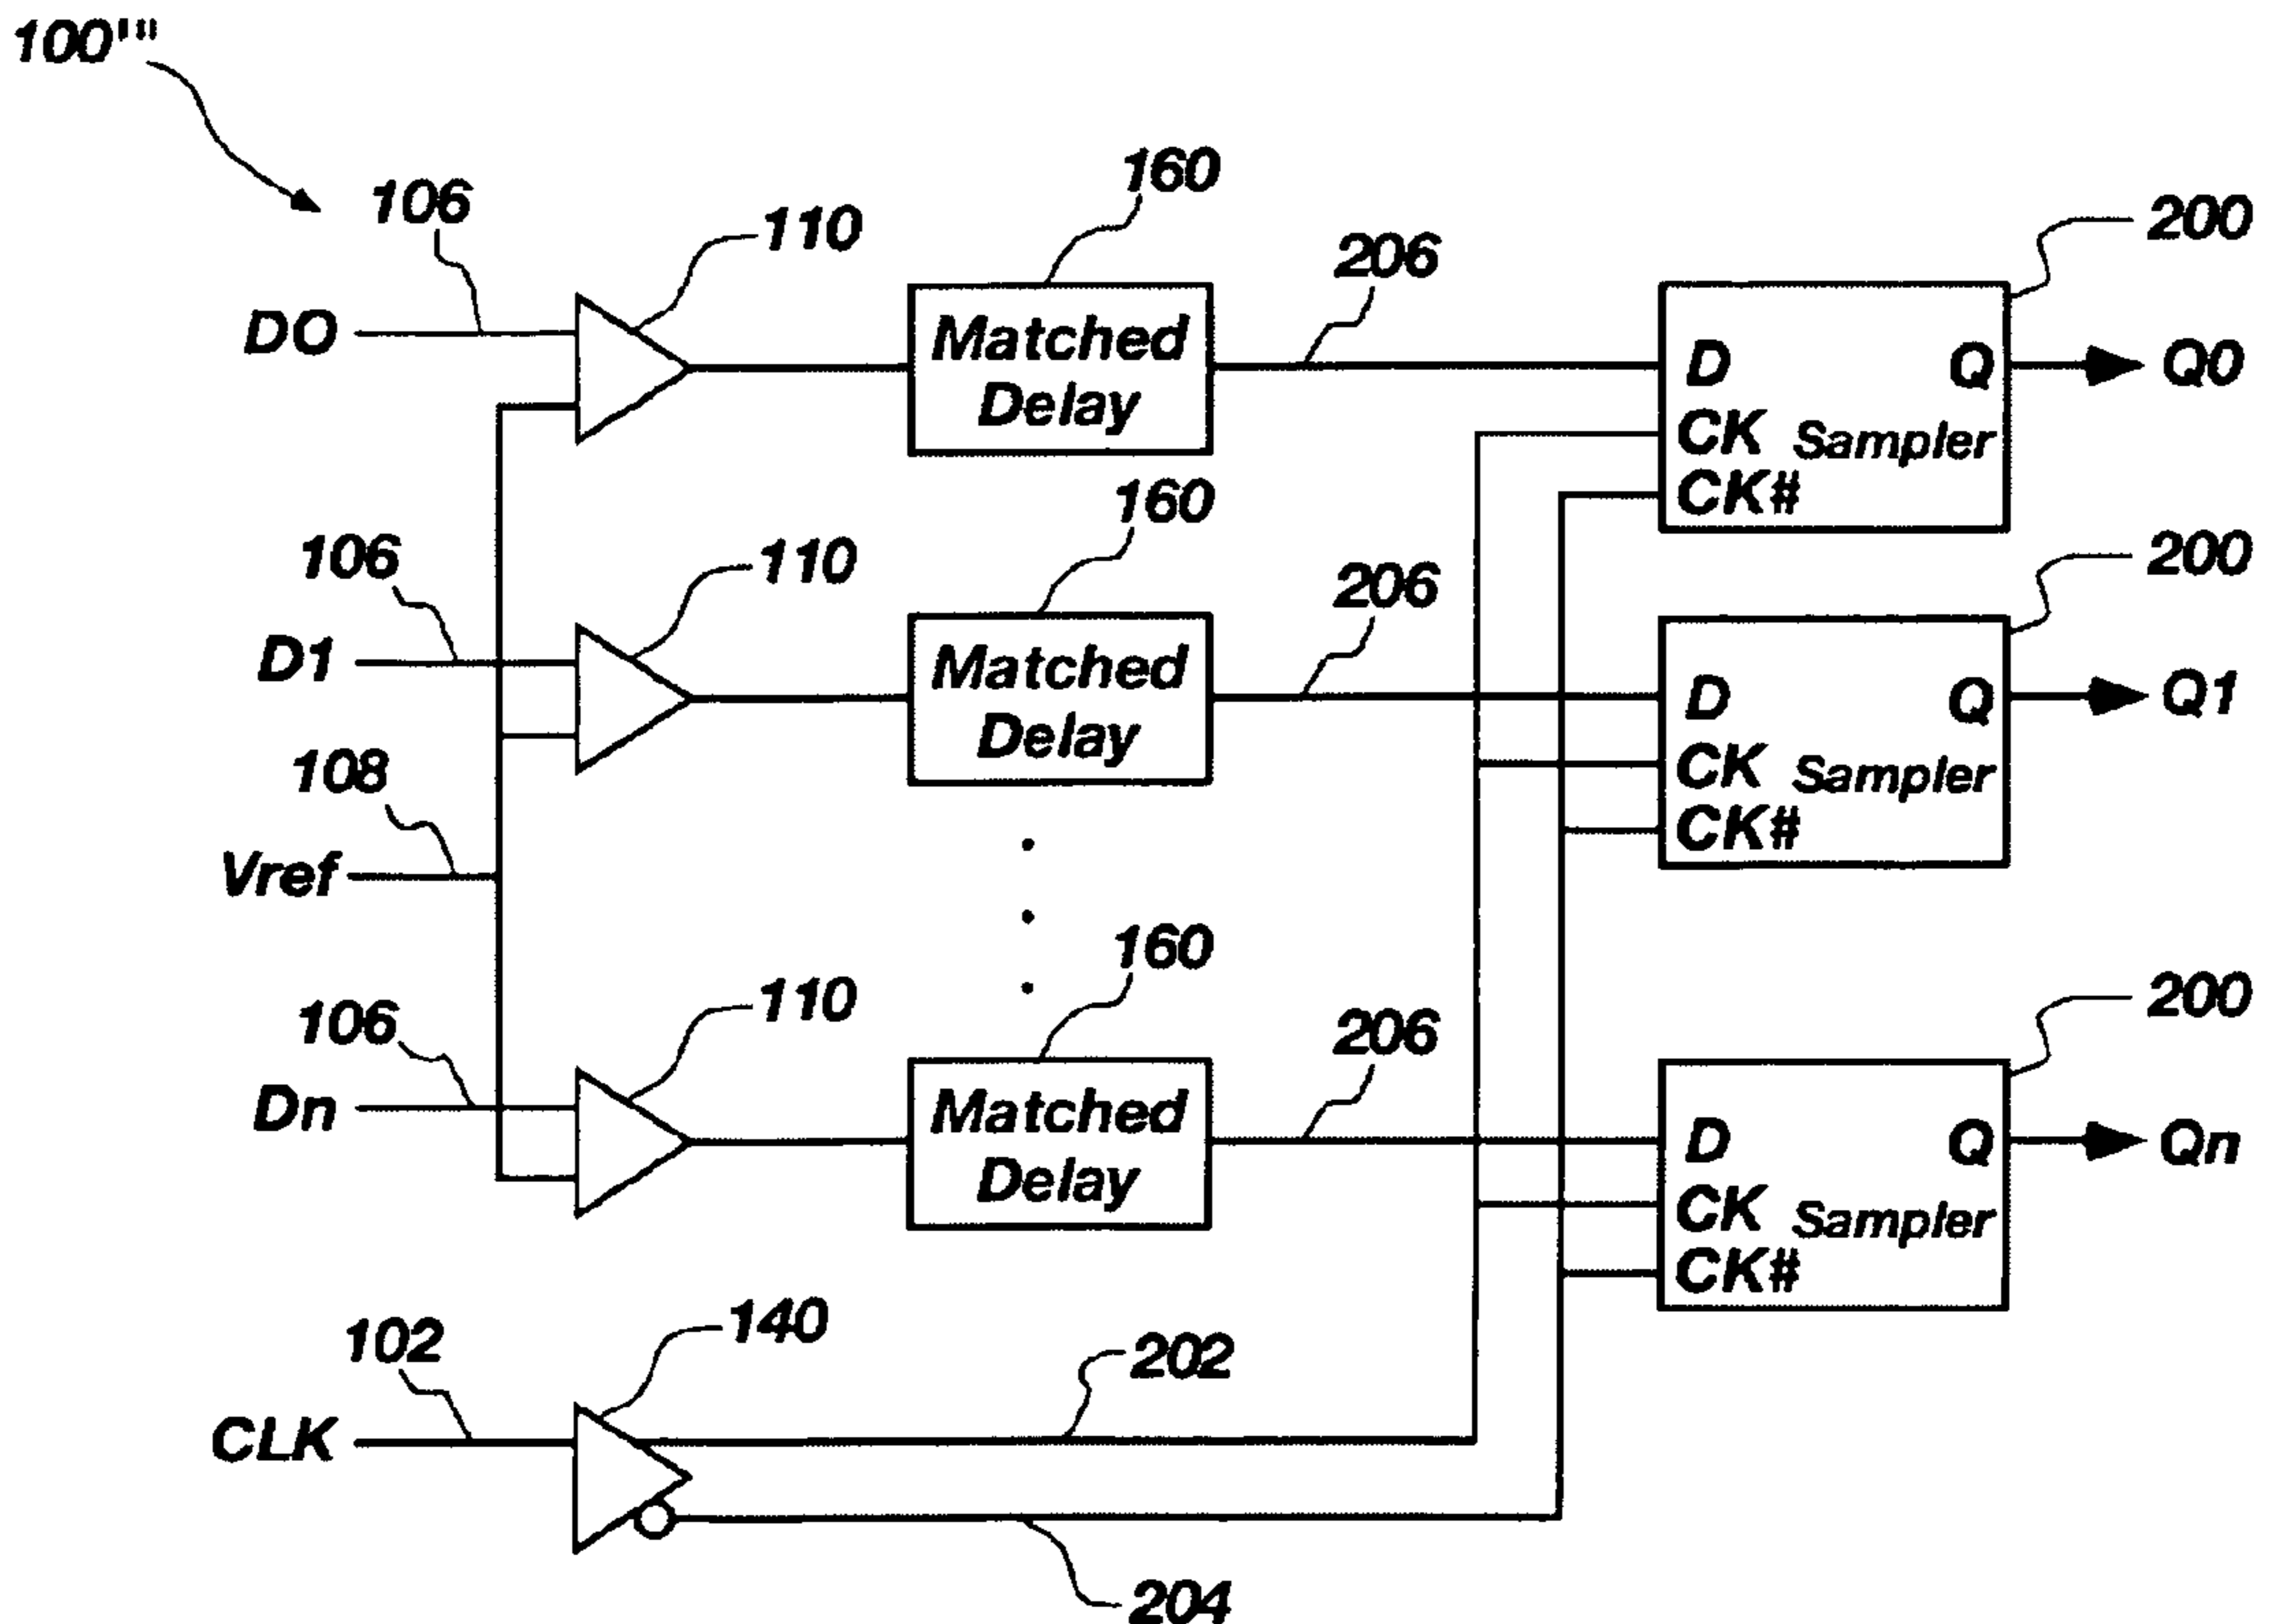 100'''
106
110
160
206
200
DO
Matched
Delay
D
Q
CK
Sampler
CK#
Q0
106
110
160
206
200
D1
Matched
Delay
D
Q
CK
Sampler
CK#
Q1
108
Vref
106
110
160
206
200
Dn
Matched
Delay
D
Q
CK
Sampler
CK#
Qn
102
140
202
CLK
204